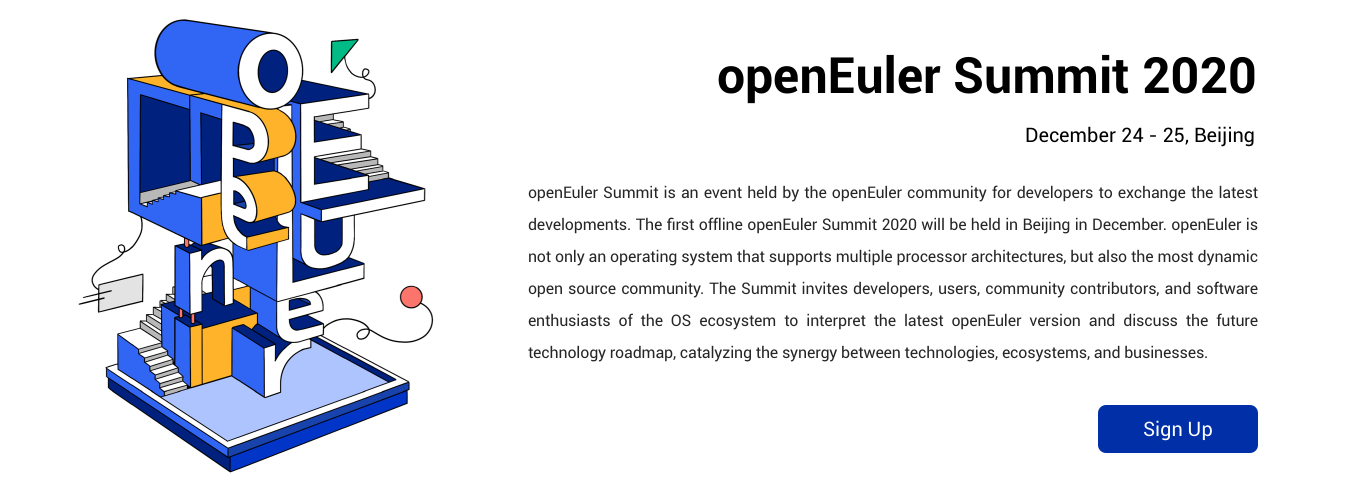 openEuler
openEuler Summit 2020
December 24 - 25, Beijing
openEuler Summit is an event held by the openEuler community for developers to exchange the latest
developments. The first offline openEuler Summit 2020 will be held in Beijing in December. openEuler is
not only an operating system that supports multiple processor architectures, but also the most dynamic
open source community. The Summit invites developers, users, community contributors, and software
enthusiasts of the OS ecosystem to interpret the latest openEuler version and discuss the future
technology roadmap, catalyzing the synergy between technologies, ecosystems, and businesses.
Sign Up